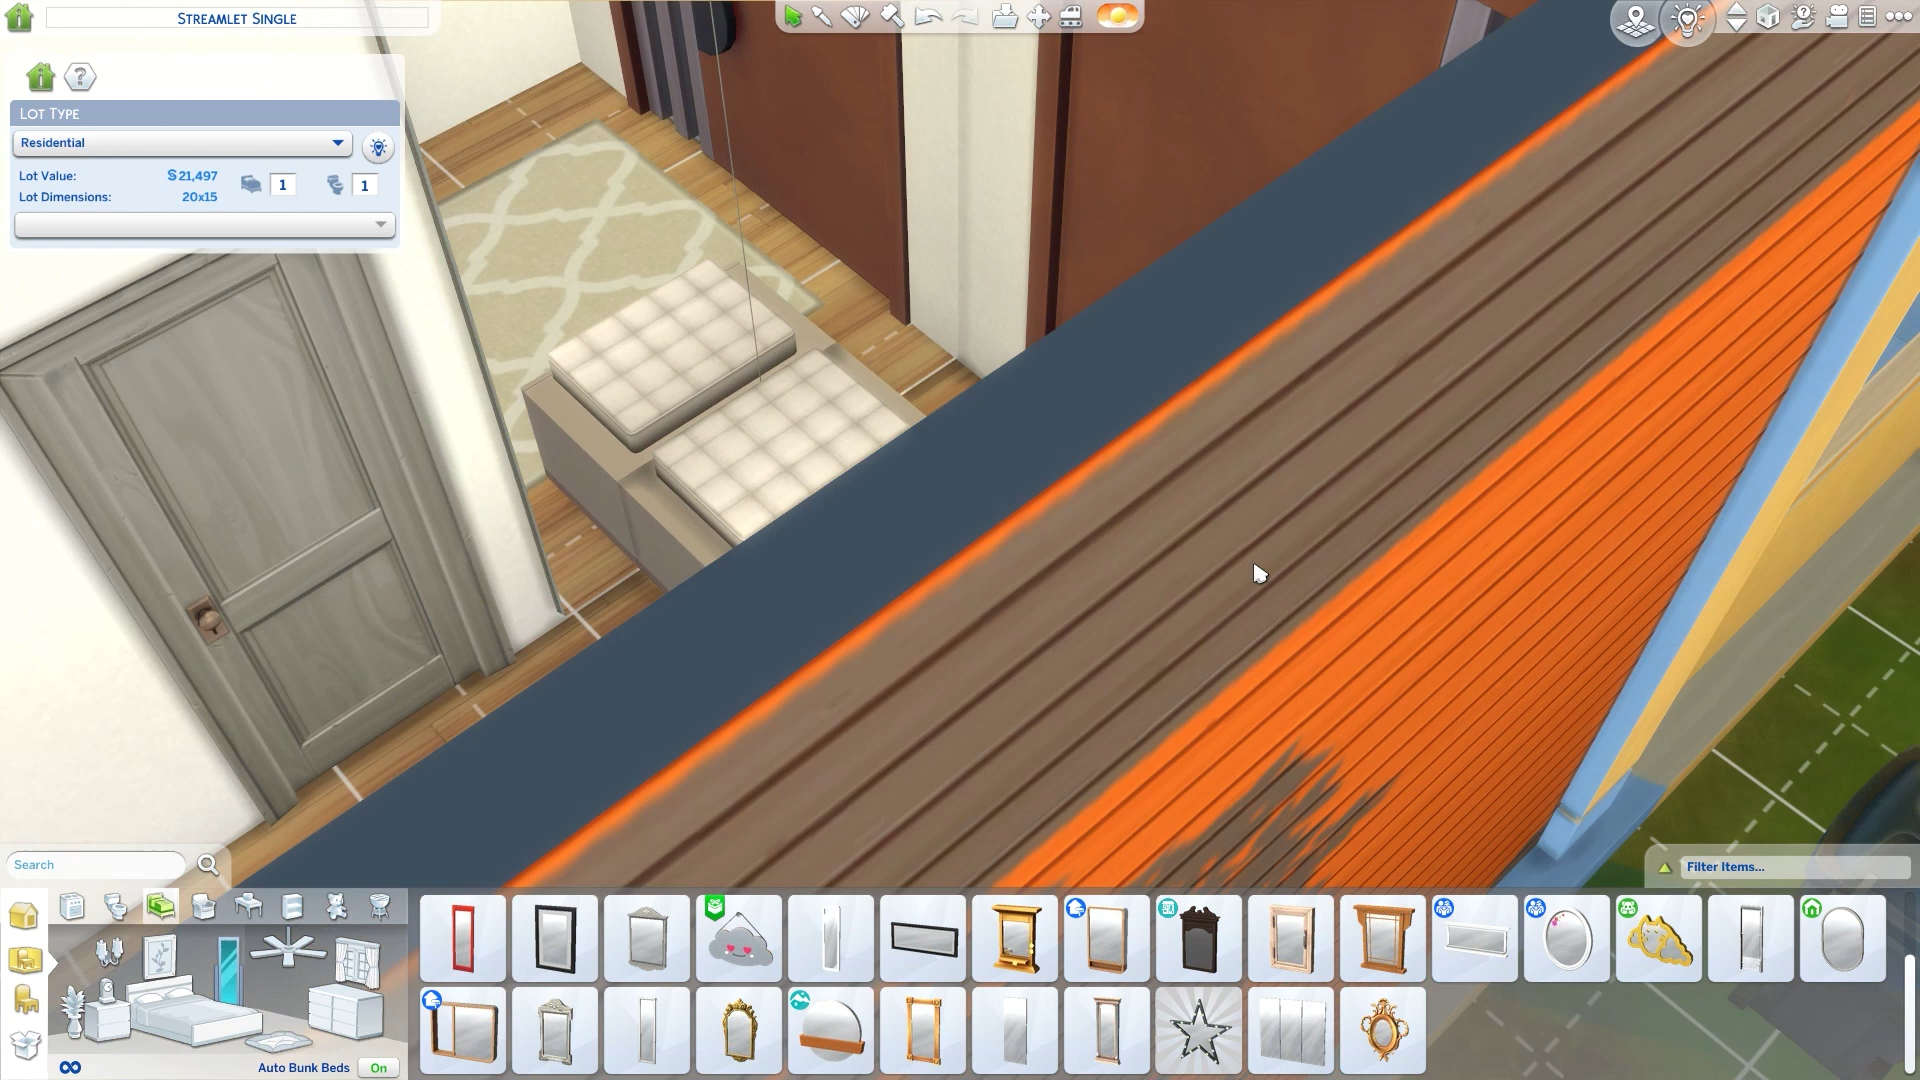 STREAMLET SINGLE
LOT TYPE
Residential
Lot Value: §21,497
1
1
Lot Dimensions: 20x15
Search
Filter Items...
Auto Bunk Beds On